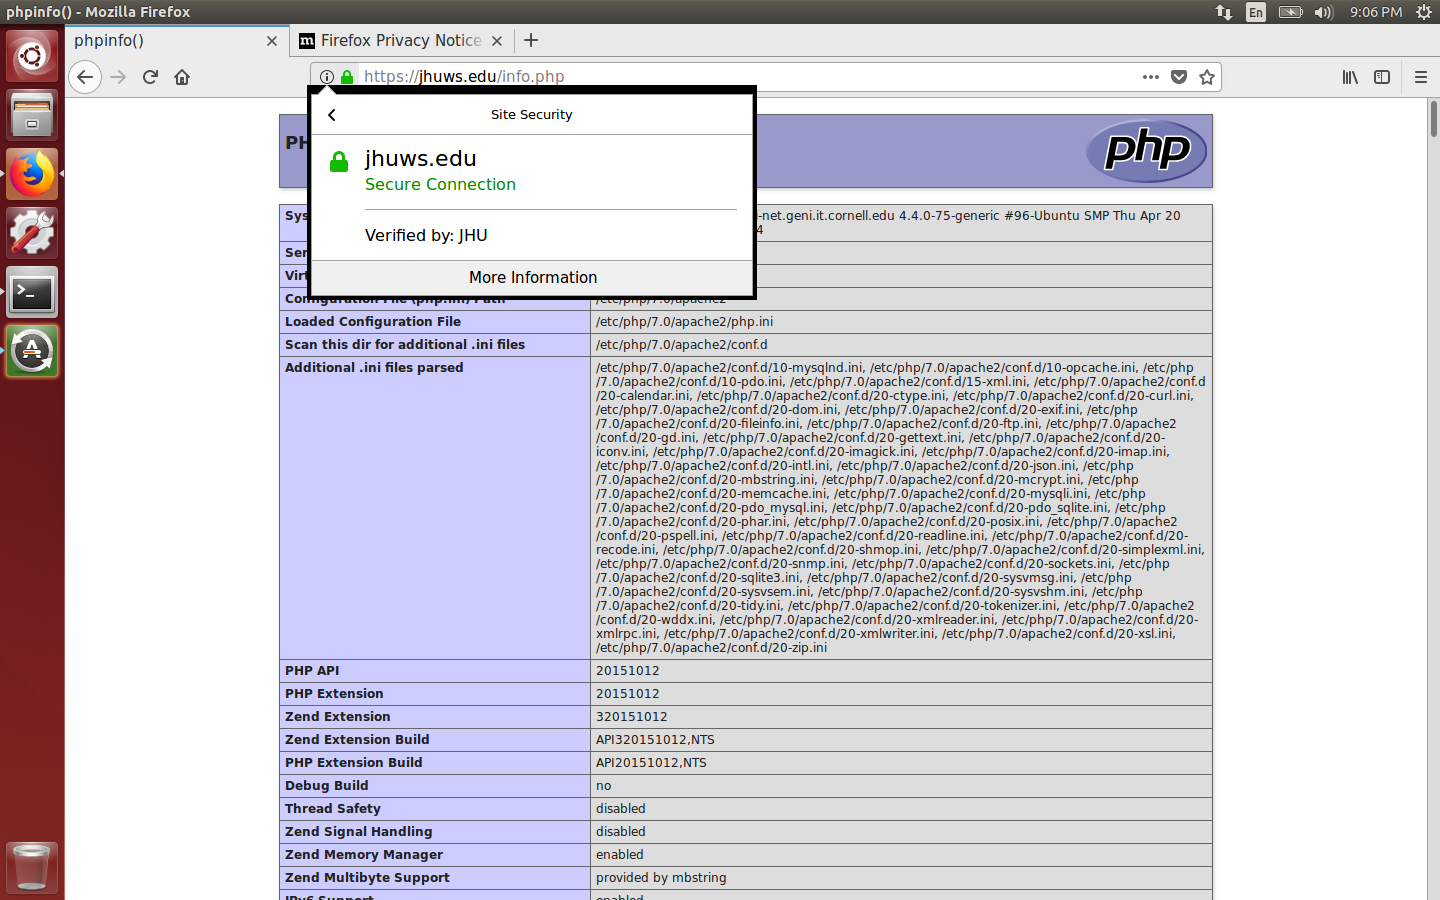 phpinfo() - Mozilla Firefox
En
9:06 PM
phpinfo()
m
Firefox Privacy Notice
https://jhuws.edu/info.php
Site Security
jhuws.edu
Secure Connection
Verified by: JHU
More Information
PH
php
Sys
-net.geni.it.cornell.edu 4.4.0-75-generic #96-Ubuntu SMP Thu Apr 20
4
Ser
Virt
Configuration File (php.ini) Path
/etc/php/7.0/apache2
Loaded Configuration File
/etc/php/7.0/apache2/php.ini
Scan this dir for additional .ini files
/etc/php/7.0/apache2/conf.d
Additional .ini files parsed
/etc/php/7.0/apache2/conf.d/10-mysqlnd.ini, /etc/php/7.0/apache2/conf.d/10-opcache.ini, /etc/php
/7.0/apache2/conf.d/10-pdo.ini, /etc/php/7.0/apache2/conf.d/15-xml.ini, /etc/php/7.0/apache2/conf.d
/20-calendar.ini, /etc/php/7.0/apache2/conf.d/20-ctype.ini, /etc/php/7.0/apache2/conf.d/20-curl.ini,
/etc/php/7.0/apache2/conf.d/20-dom.ini, /etc/php/7.0/apache2/conf.d/20-exif.ini, /etc/php
/7.0/apache2/conf.d/20-fileinfo.ini, /etc/php/7.0/apache2/conf.d/20-ftp.ini, /etc/php/7.0/apache2
/conf.d/20-gd.ini, /etc/php/7.0/apache2/conf.d/20-gettext.ini, /etc/php/7.0/apache2/conf.d/20-
iconv.ini, /etc/php/7.0/apache2/conf.d/20-imagick.ini, /etc/php/7.0/apache2/conf.d/20-imap.ini,
/etc/php/7.0/apache2/conf.d/20-intl.ini, /etc/php/7.0/apache2/conf.d/20-json.ini, /etc/php
/7.0/apache2/conf.d/20-mbstring.ini, /etc/php/7.0/apache2/conf.d/20-mcrypt.ini, /etc/php
/7.0/apache2/conf.d/20-memcache.ini, /etc/php/7.0/apache2/conf.d/20-mysqli.ini, /etc/php
/7.0/apache2/conf.d/20-pdo_mysql.ini, /etc/php/7.0/apache2/conf.d/20-pdo_sqlite.ini, /etc/php
/7.0/apache2/conf.d/20-phar.ini, /etc/php/7.0/apache2/conf.d/20-posix.ini, /etc/php/7.0/apache2
/conf.d/20-pspell.ini, /etc/php/7.0/apache2/conf.d/20-readline.ini, /etc/php/7.0/apache2/conf.d/20-
recode.ini, /etc/php/7.0/apache2/conf.d/20-shmop.ini, /etc/php/7.0/apache2/conf.d/20-simplexml.ini,
/etc/php/7.0/apache2/conf.d/20-snmp.ini, /etc/php/7.0/apache2/conf.d/20-sockets.ini, /etc/php
/7.0/apache2/conf.d/20-sqlite3.ini, /etc/php/7.0/apache2/conf.d/20-sysvmsg.ini, /etc/php
/7.0/apache2/conf.d/20-sysvsem.ini, /etc/php/7.0/apache2/conf.d/20-sysvshm.ini, /etc/php
/7.0/apache2/conf.d/20-tidy.ini, /etc/php/7.0/apache2/conf.d/20-tokenizer.ini, /etc/php/7.0/apache2
/conf.d/20-wddx.ini, /etc/php/7.0/apache2/conf.d/20-xmlreader.ini, /etc/php/7.0/apache2/conf.d/20-
xmlrpc.ini, /etc/php/7.0/apache2/conf.d/20-xmlwriter.ini, /etc/php/7.0/apache2/conf.d/20-xsl.ini,
/etc/php/7.0/apache2/conf.d/20-zip.ini
PHP API
20151012
PHP Extension
20151012
Zend Extension
320151012
Zend Extension Build
API320151012,NTS
PHP Extension Build
API20151012,NTS
Debug Build
no
Thread Safety
disabled
Zend Signal Handling
disabled
Zend Memory Manager
enabled
Zend Multibyte Support
provided by mbstring
IPv6 Support
enabled